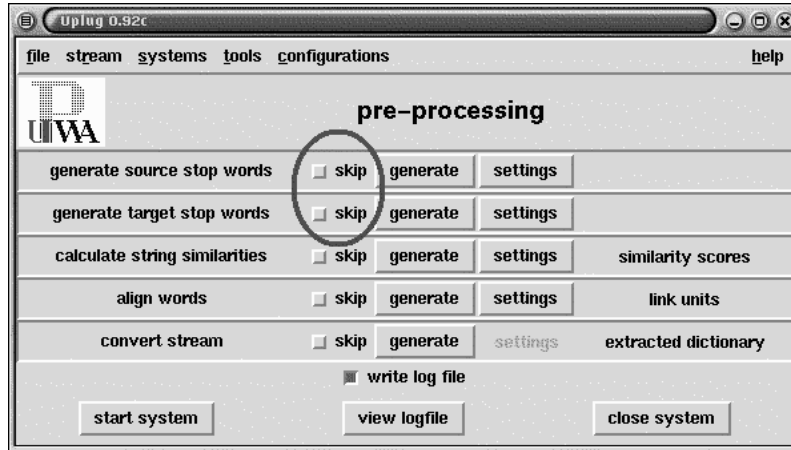 Uplug 0.92c
file stream systems tools configurations help
PLUG
UIWA
pre-processing
generate source stop words skip generate settings
generate target stop words skip generate settings
calculate string similarities skip generate settings similarity scores
align words skip generate settings link units
convert stream skip generate settings extracted dictionary
write log file
start system view logfile close system